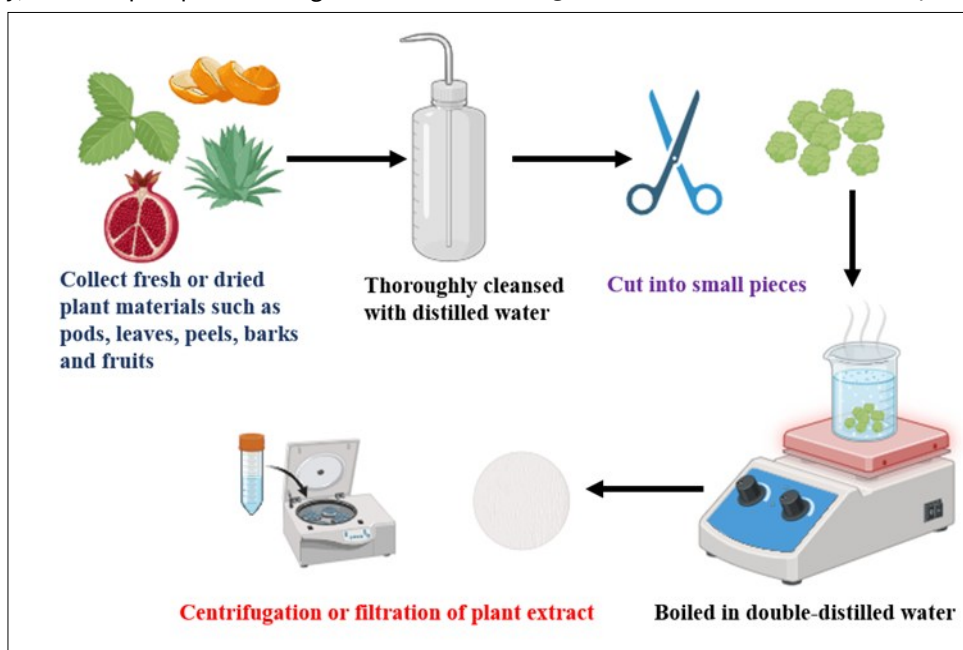 Collect fresh or dried
plant materials such as
pods, leaves, peels, barks
and fruits
Thoroughly cleansed
with distilled water
Cut into small pieces
Centrifugation or filtration of plant extract
Boiled in double-distilled water